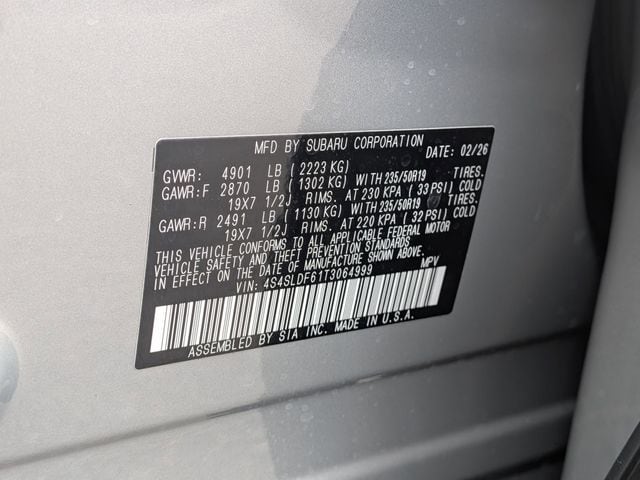 MFD BY SUBARU CORPORATION DATE: 02/26
GVWR: 4901 LB ( 2223 KG)
GAWR:F 2870 LB ( 1302 KG) WITH 235/50R19 TIRES.
19X7 1/2J RIMS. AT 230 KPA ( 33 PSI) COLD
GAWR:R 2491 LB ( 1130 KG) WITH 235/50R19 TIRES.
19X7 1/2J RIMS. AT 220 KPA ( 32 PSI) COLD
THIS VEHICLE CONFORMS TO ALL APPLICABLE FEDERAL MOTOR
VEHICLE SAFETY AND THEFT PREVENTION STANDARDS
IN EFFECT ON THE DATE OF MANUFACTURE SHOWN ABOVE.
VIN: 4S4SLDF61T3064999 MPV
ASSEMBLED BY SIA INC. MADE IN U.S.A.